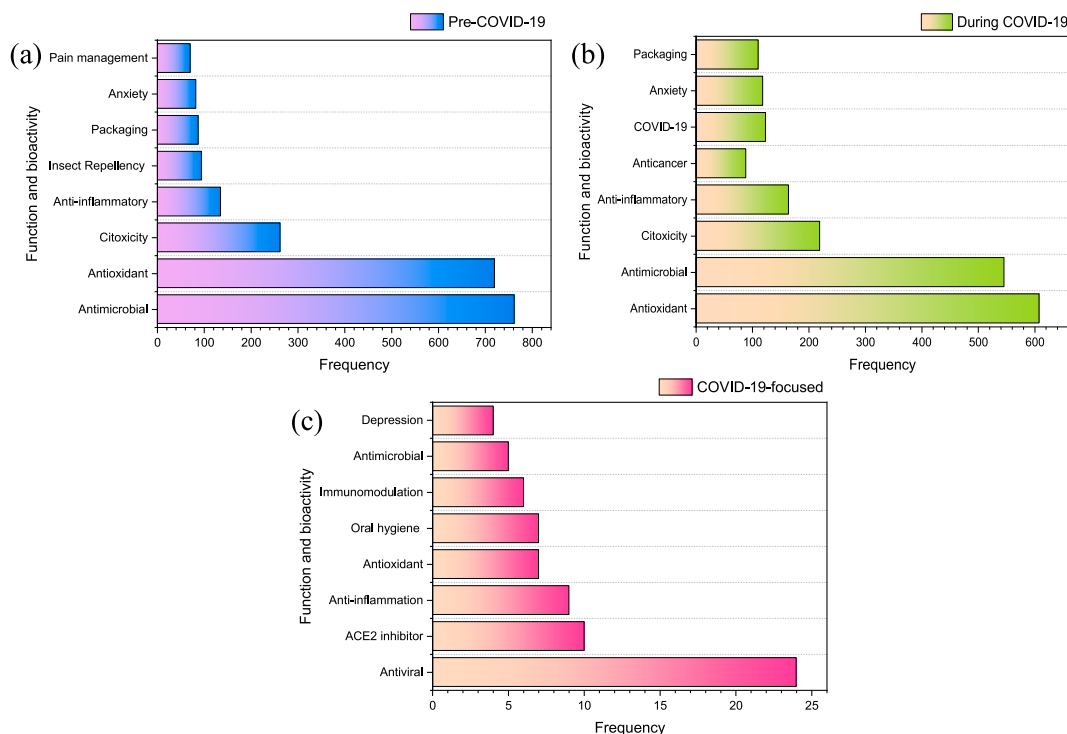 (a)
Pre-COVID-19
Function and bioactivity
Pain management
Anxiety
Packaging
Insect Repellency
Anti-inflammatory
Citoxicity
Antioxidant
Antimicrobial
0 100 200 300 400 500 600 700 800
Frequency
(b)
During COVID-19
Function and bioactivity
Packaging
Anxiety
COVID-19
Anticancer
Anti-inflammatory
Citoxicity
Antimicrobial
Antioxidant
0 100 200 300 400 500 600
Frequency
(c)
COVID-19-focused
Function and bioactivity
Depression
Antimicrobial
Immunomodulation
Oral hygiene
Antioxidant
Anti-inflammation
ACE2 inhibitor
Antiviral
0 5 10 15 20 25
Frequency